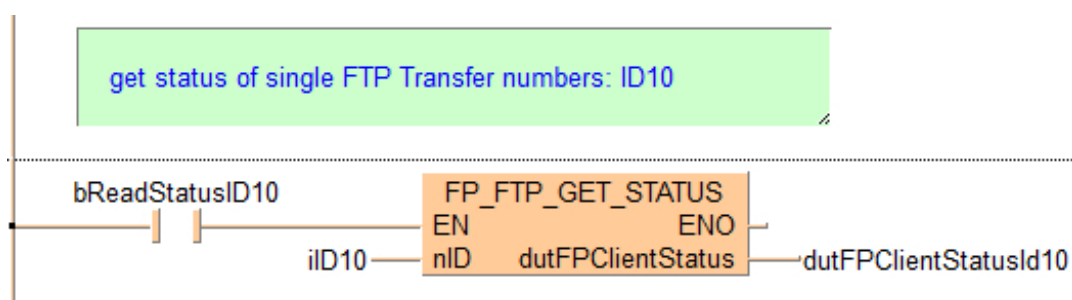 get status of single FTP Transfer numbers: ID10
bReadStatusID10
FP_FTP_GET_STATUS
EN ENO
iID10 nID dutFPClientStatus dutFPClientStatusId10